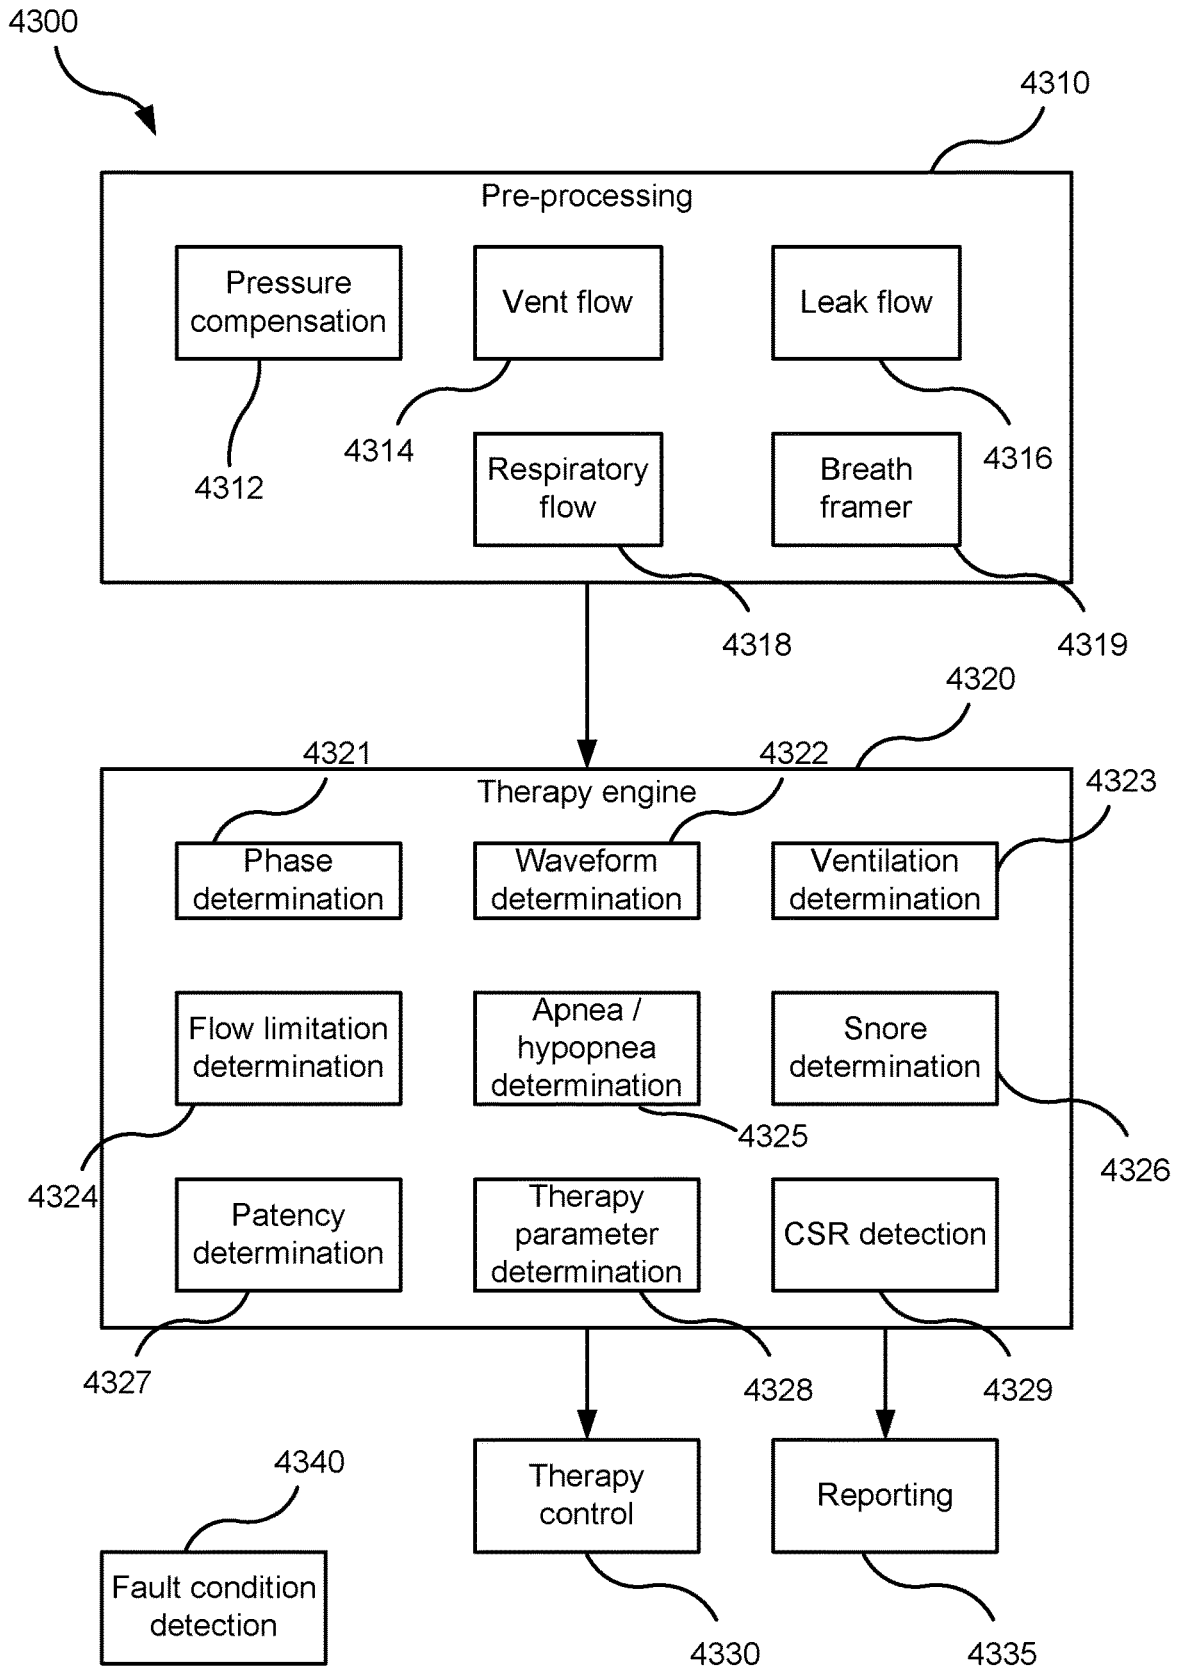 4300
4310
Pre-processing
Pressure
compensation
Vent flow
Leak flow
4312
4314
4316
Respiratory
flow
Breath
framer
4318
4319
4320
4321
4322
4323
Therapy engine
Phase
determination
Waveform
determination
Ventilation
determination
Flow limitation
determination
Apnea /
hypopnea
determination
Snore
determination
4324
4325
4326
Patency
determination
Therapy
parameter
determination
CSR detection
4327
4328
4329
4340
Therapy
control
Reporting
Fault condition
detection
4330
4335